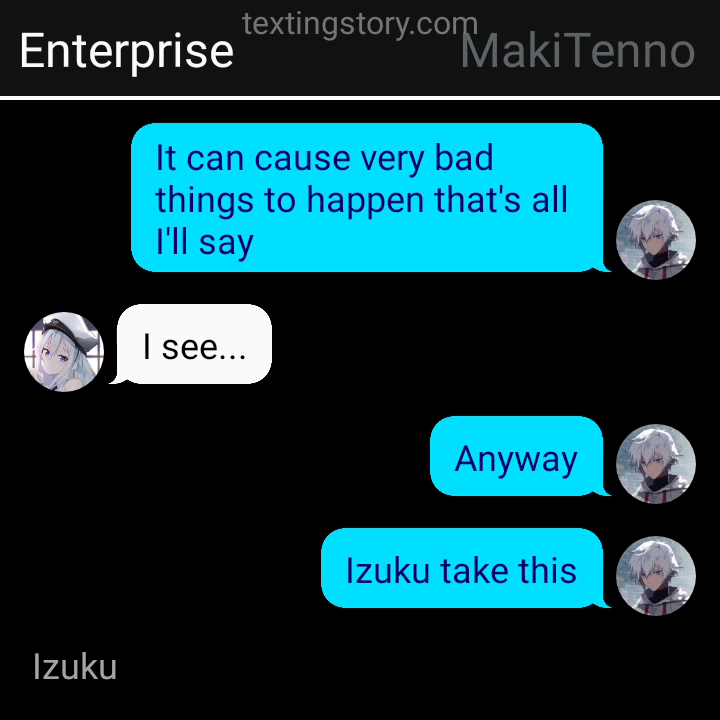 textingstory.com
Enterprise
MakiTenno
It can cause very bad
things to happen that's all
I'll say
I see...
Anyway
Izuku take this
Izuku